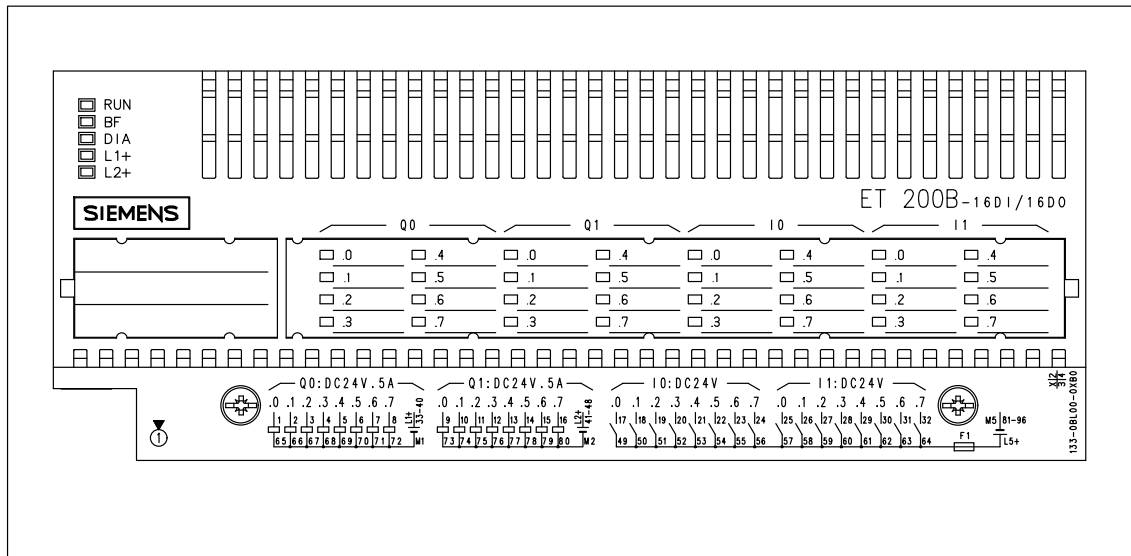 RUN
BF
DIA
L1+
L2+
SIEMENS
ET 200B-16DI/16DO
Q0 Q1 I0 I1
.0 .4 .0 .4 .0 .4 .0 .4
.1 .5 .1 .5 .1 .5 .1 .5
.2 .6 .2 .6 .2 .6 .2 .6
.3 .7 .3 .7 .3 .7 .3 .7
Q0:DC24V.5A Q1:DC24V.5A I0:DC24V I1:DC24V
.0 .1 .2 .3 .4 .5 .6 .7 .0 .1 .2 .3 .4 .5 .6 .7 .0 .1 .2 .3 .4 .5 .6 .7 .0 .1 .2 .3 .4 .5 .6 .7
1 2 3 4 5 6 7 8 L1+ 33-40 9 10 11 12 13 14 15 16 L2+ 41-48 17 18 19 20 21 22 23 24 25 26 27 28 29 30 31 32 M5 81-96
65 66 67 68 69 70 71 72 M1 73 74 75 76 77 78 79 80 M2 49 50 51 52 53 54 55 56 57 58 59 60 61 62 63 64 F1 L5+
1
X 2
3 4
133-0BL00-0XB0